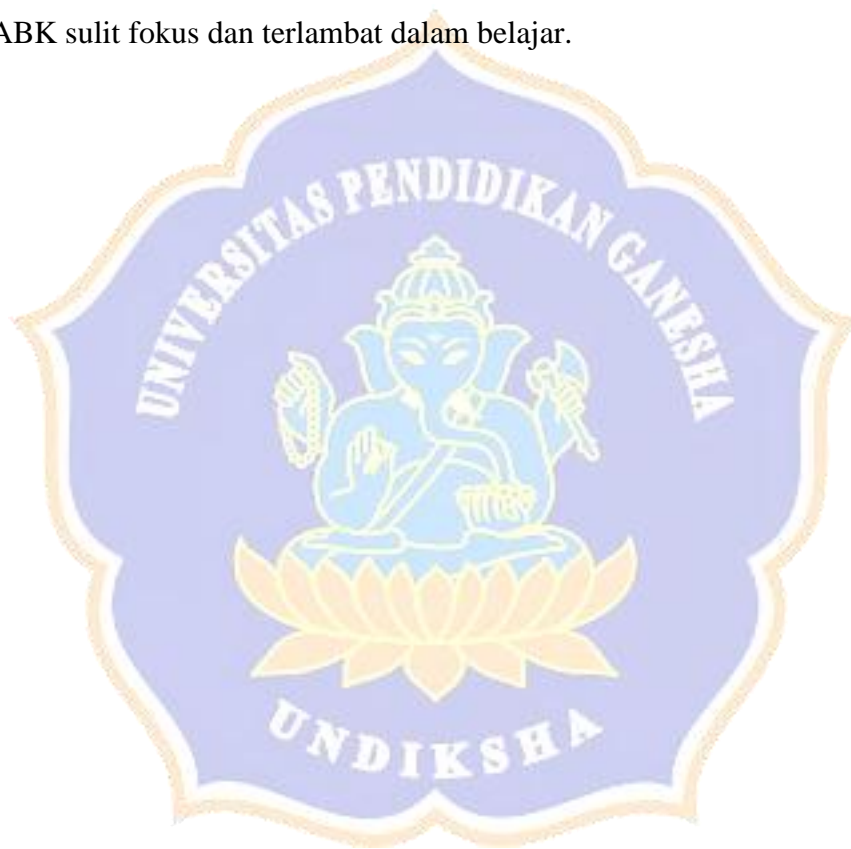 ABK sulit fokus dan terlambat dalam belajar.
UNIVERSITAS PENDIDIKAN GANESHA
UNDIKSHA